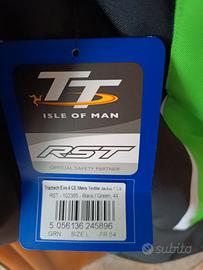 TT
ISLE OF MAN
RST
OFFICIAL SAFETY PARTNER
Tractech Evo 4 CE Mens Textile Jacket
RST - 102365 - Black / Green, 44
5 056136 245896
GRN SIZE L FR 54
subito